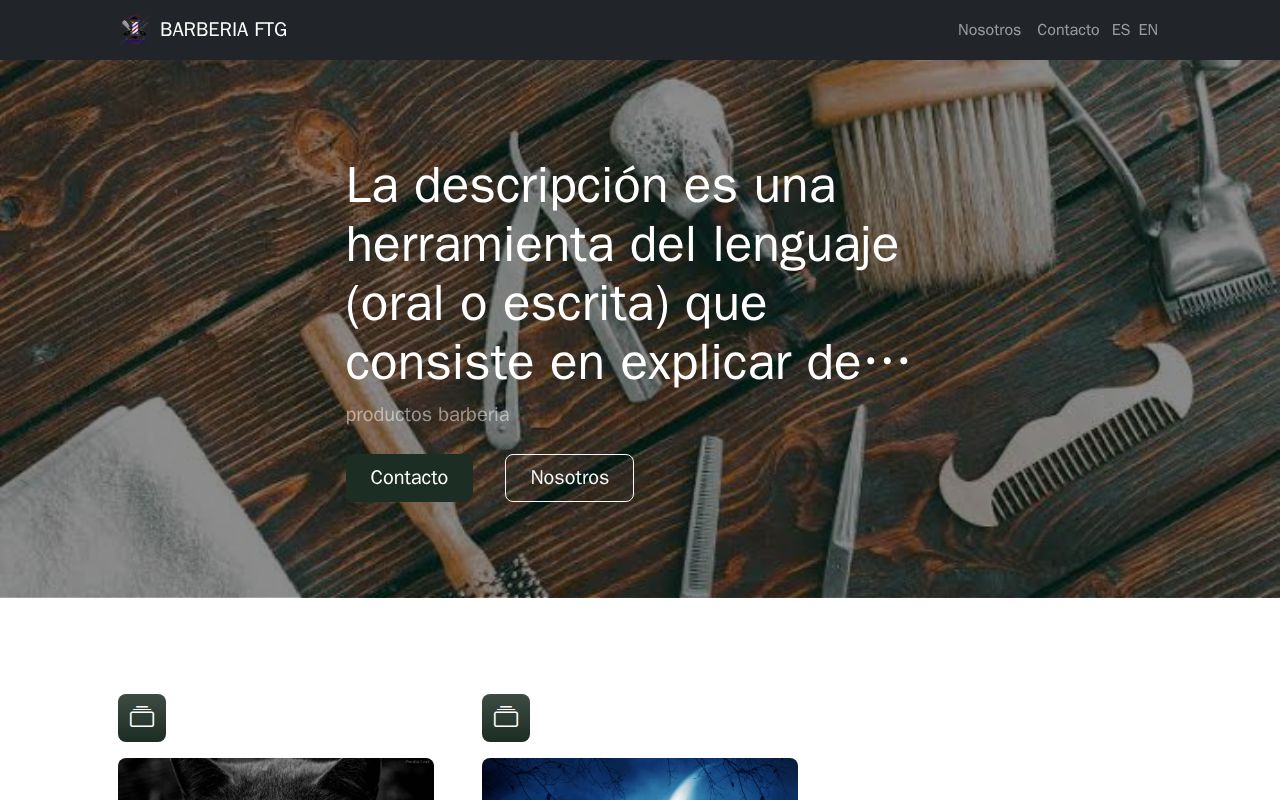 BARBERIA FTG
Nosotros Contacto ES EN
La descripción es una
herramienta del lenguaje
(oral o escrita) que
consiste en explicar de···
productos barberia
Contacto Nosotros